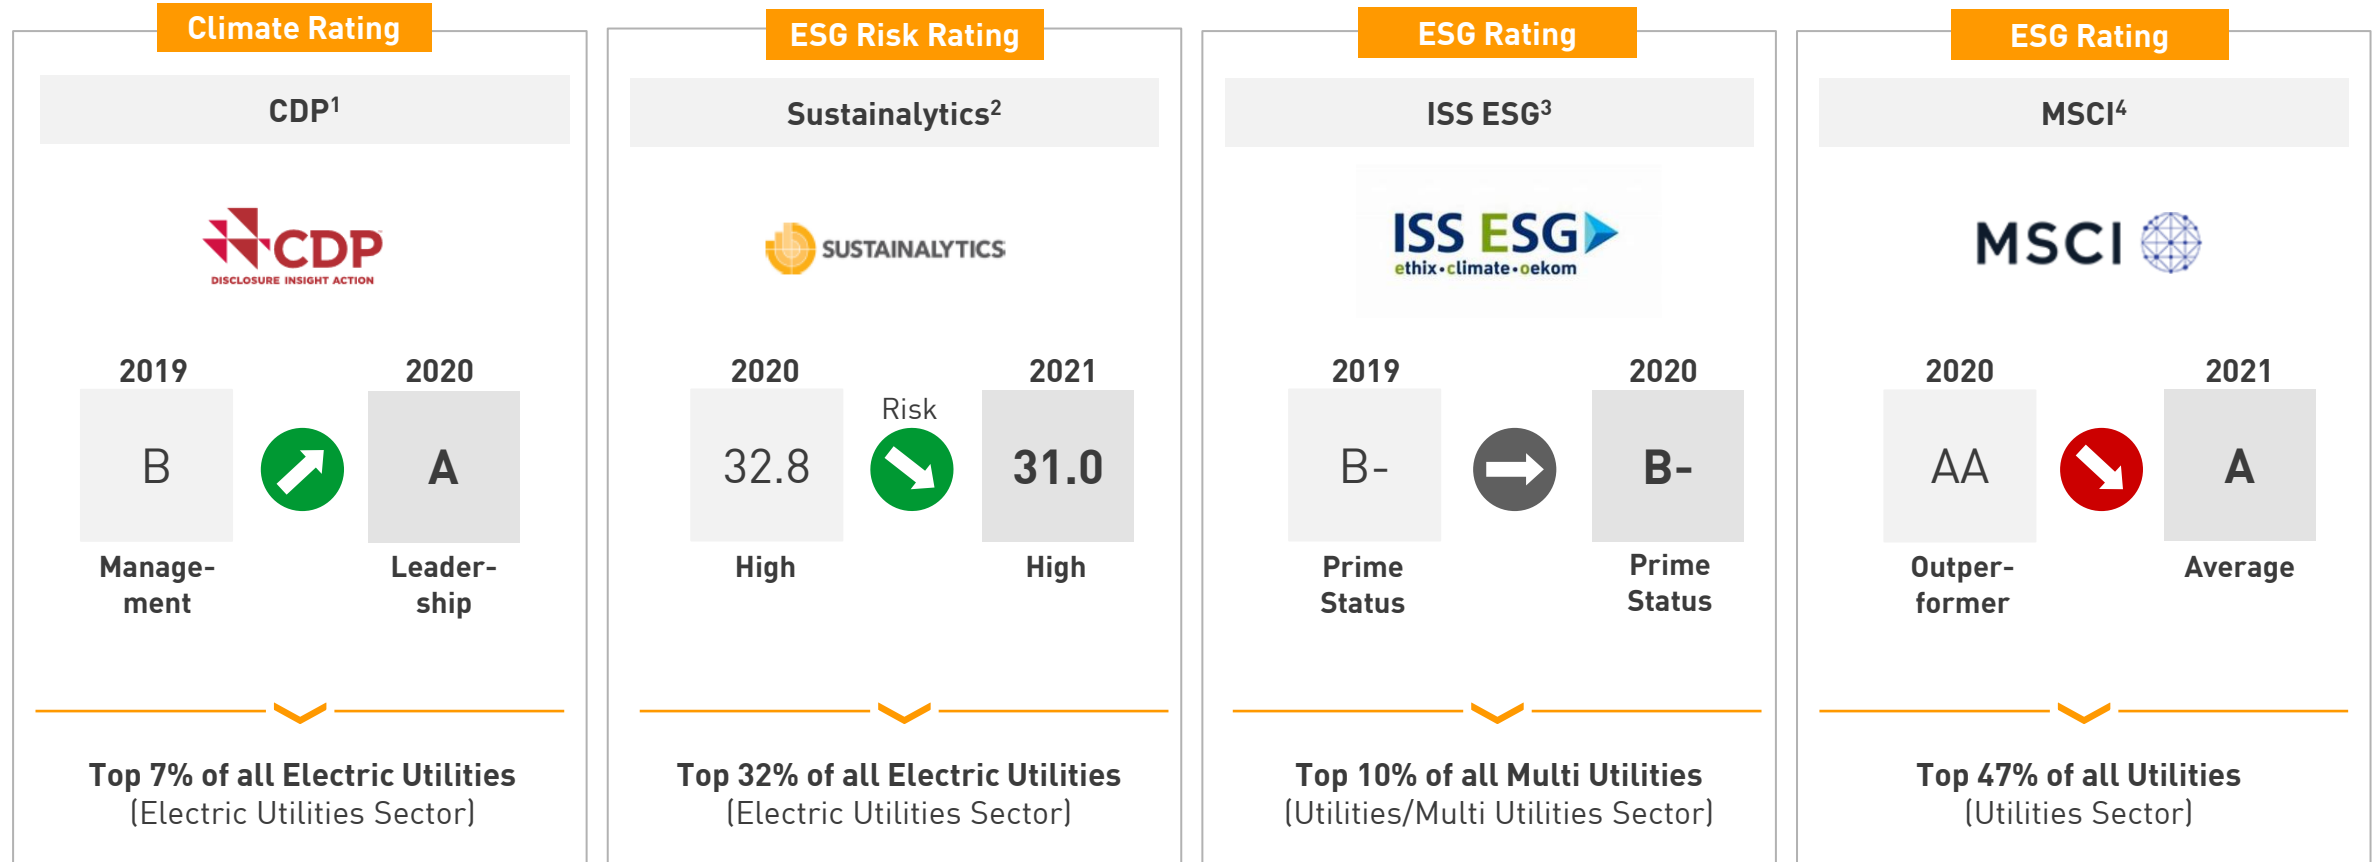 Climate Rating
CDP¹
CDP
DISCLOSURE INSIGHT ACTION
2019
2020
B
A
Manage-
ment
Leader-
ship
Top 7% of all Electric Utilities
(Electric Utilities Sector)
ESG Risk Rating
Sustainalytics²
SUSTAINALYTICS
2020
2021
Risk
32.8
31.0
High
High
Top 32% of all Electric Utilities
(Electric Utilities Sector)
ESG Rating
ISS ESG³
ISS ESG
ethix·climate·oekom
2019
2020
B-
B-
Prime
Status
Prime
Status
Top 10% of all Multi Utilities
(Utilities/Multi Utilities Sector)
ESG Rating
MSCI⁴
MSCI
2020
2021
AA
A
Outper-
former
Average
Top 47% of all Utilities
(Utilities Sector)